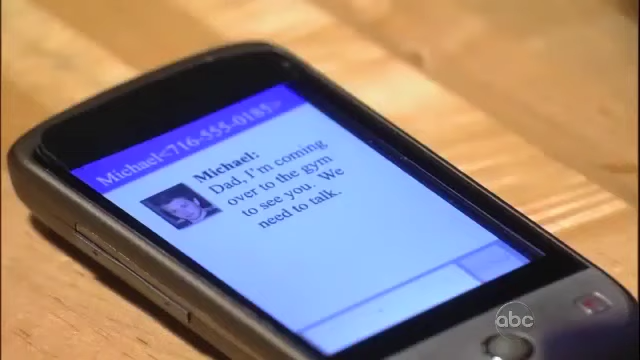 Michael<716-555-0185>
Michael:
Dad, I'm coming
over to the gym
to see you. We
need to talk.
abc